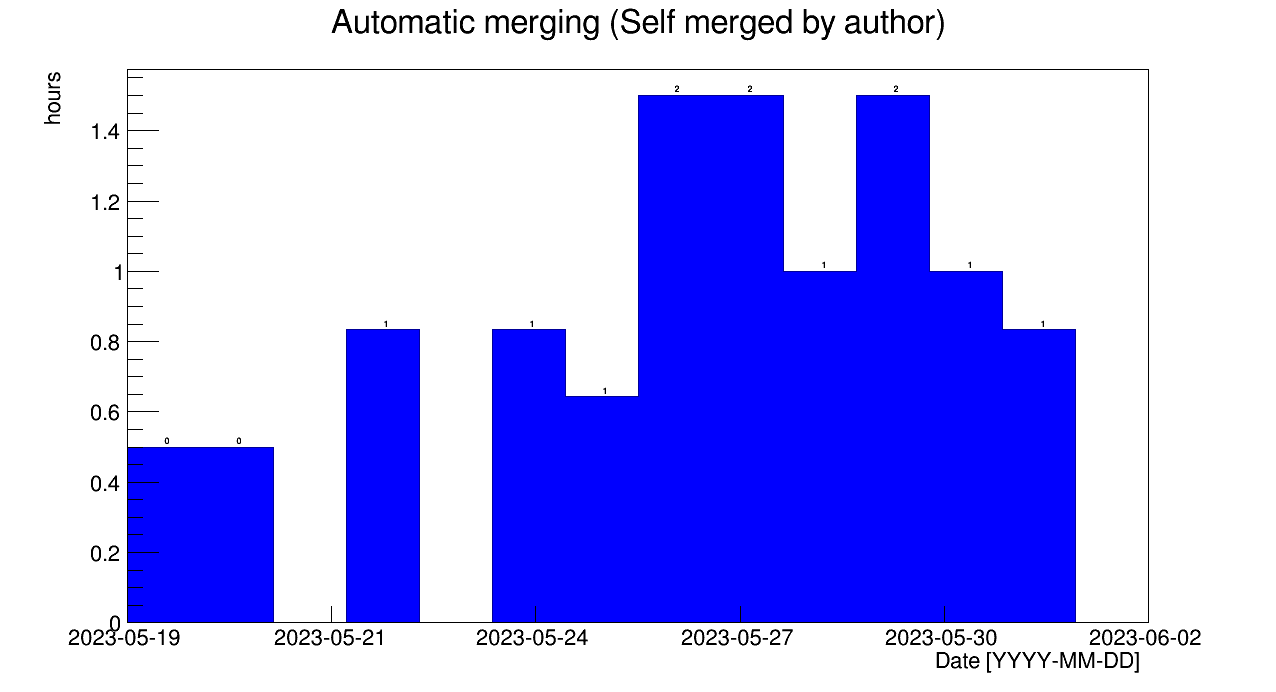 Automatic merging (Self merged by author)
hours
2 2 2
1.4
1.2
1 1 1
1 1 1
0.8
1
0.6
0 0
0.4
0.2
0
2023-05-19 2023-05-21 2023-05-24 2023-05-27 2023-05-30 2023-06-02
Date [YYYY-MM-DD]